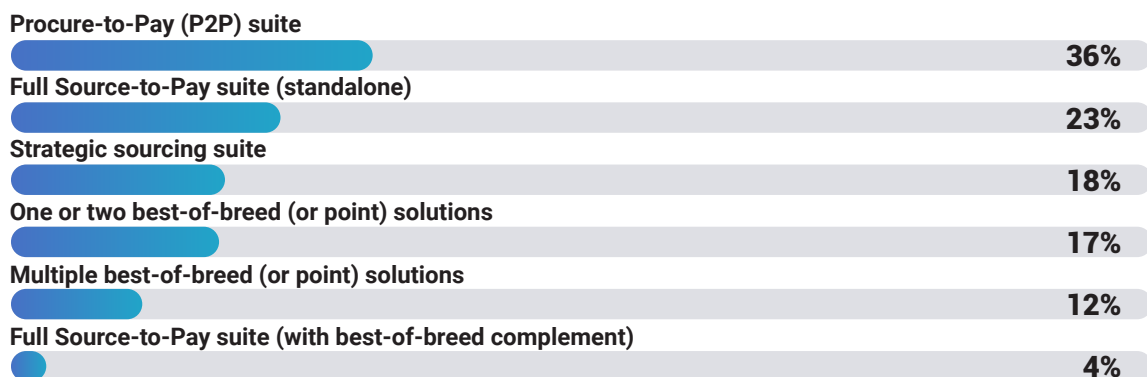 Procure-to-Pay (P2P) suite
36%
Full Source-to-Pay suite (standalone)
23%
Strategic sourcing suite
18%
One or two best-of-breed (or point) solutions
17%
Multiple best-of-breed (or point) solutions
12%
Full Source-to-Pay suite (with best-of-breed complement)
4%